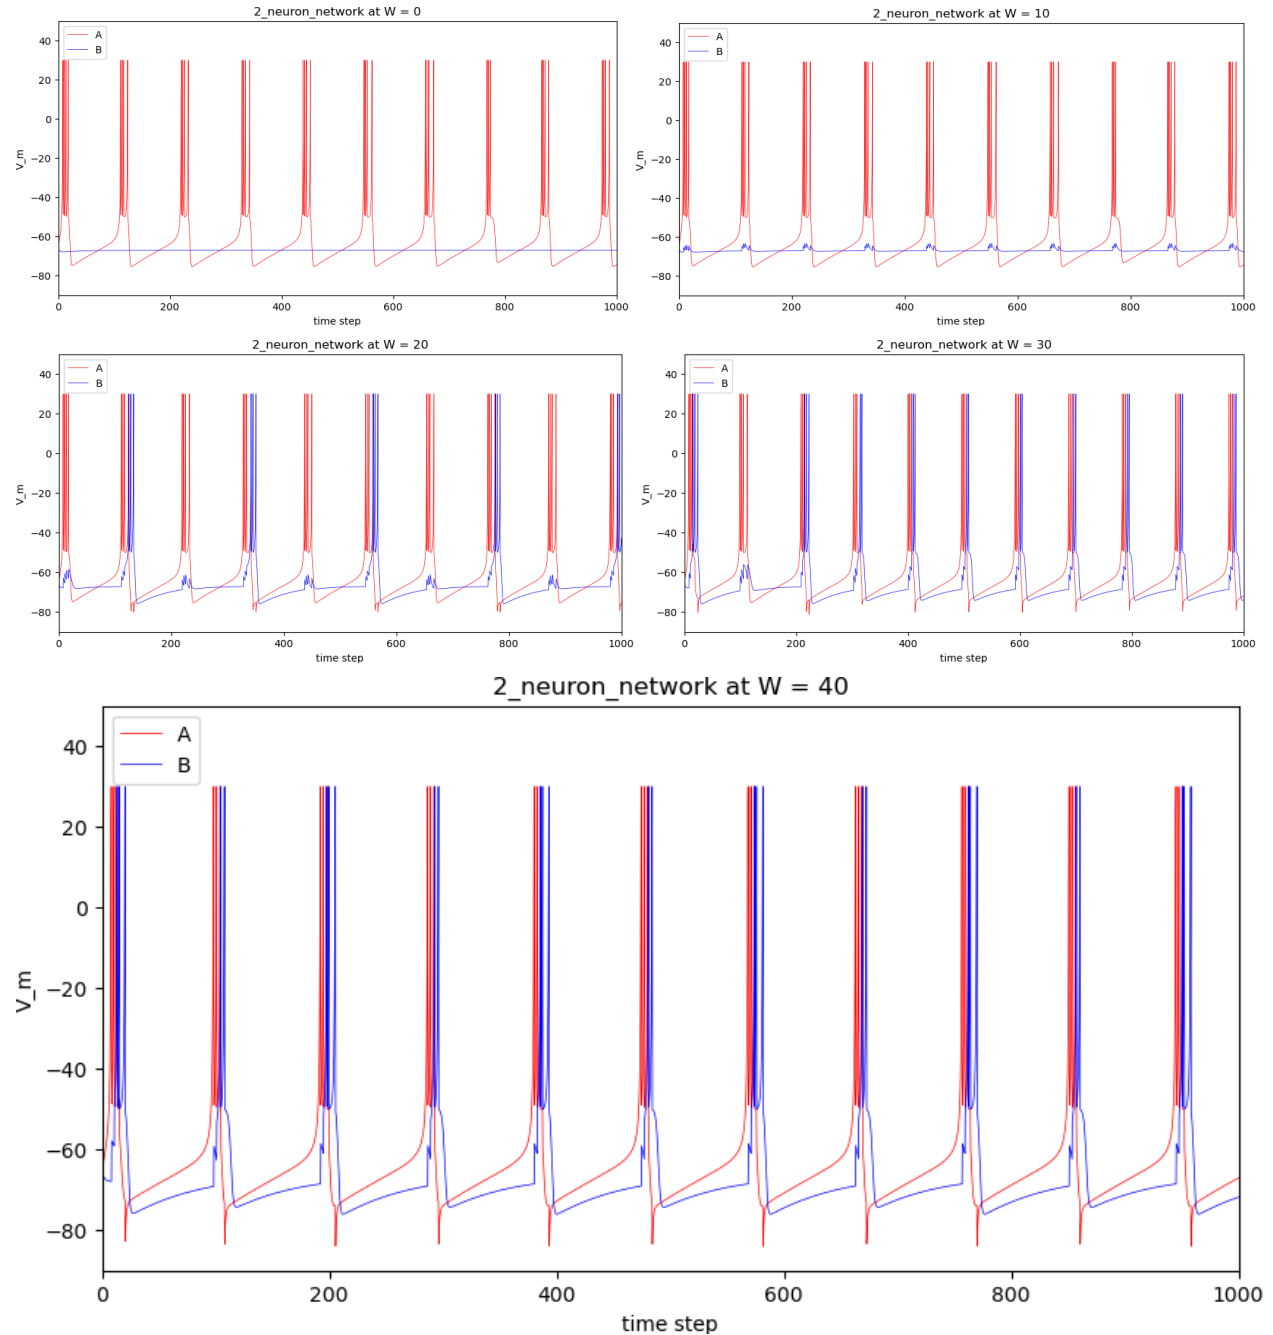 2_neuron_network at W = 0
A
B
40
20
0
−20
−40
−60
−80
V_m
0 200 400 600 800 1000
time step
2_neuron_network at W = 10
A
B
40
20
0
−20
−40
−60
−80
V_m
0 200 400 600 800 1000
time step
2_neuron_network at W = 20
A
B
40
20
0
−20
−40
−60
−80
V_m
0 200 400 600 800 1000
time step
2_neuron_network at W = 30
A
B
40
20
0
−20
−40
−60
−80
V_m
0 200 400 600 800 1000
time step
2_neuron_network at W = 40
A
B
40
20
0
−20
−40
−60
−80
V_m
0 200 400 600 800 1000
time step